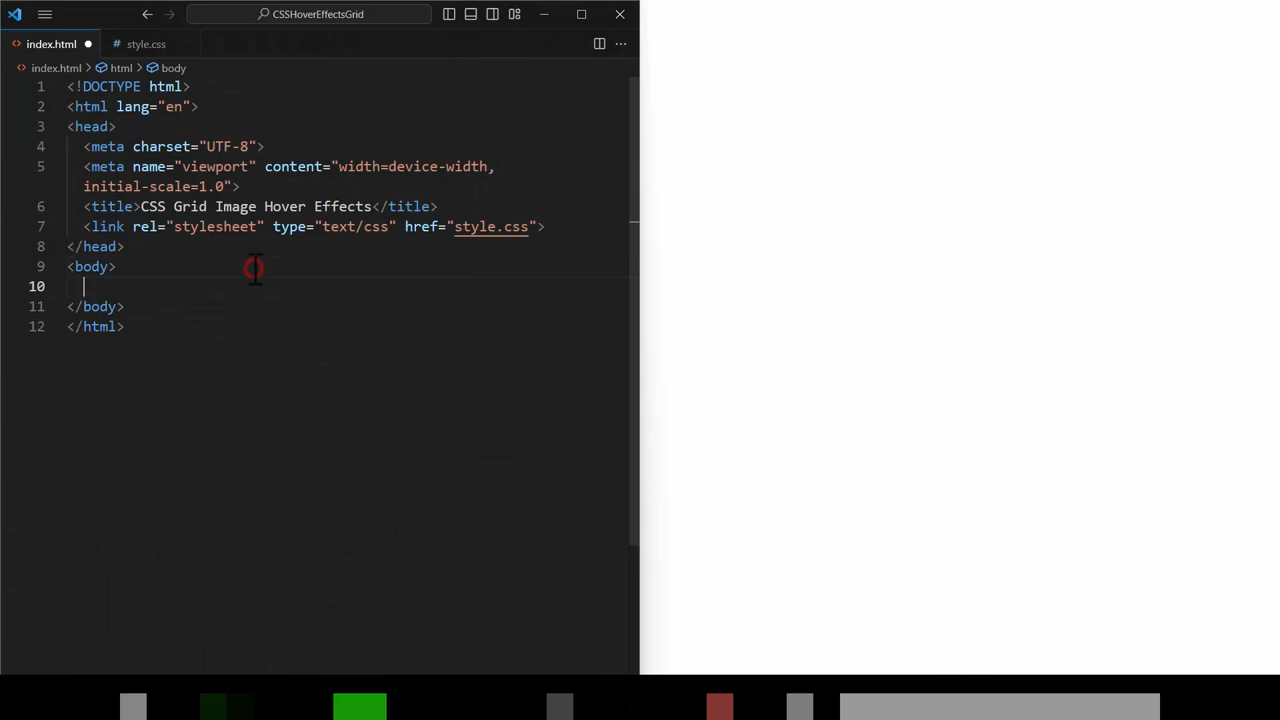 CSSHoverEffectsGrid
index.html
style.css
index.html > html > body
1 <!DOCTYPE html>
2 <html lang="en">
3 <head>
4 <meta charset="UTF-8">
5 <meta name="viewport" content="width=device-width,
initial-scale=1.0">
6 <title>CSS Grid Image Hover Effects</title>
7 <link rel="stylesheet" type="text/css" href="style.css">
8 </head>
9 <body>
10
11 </body>
12 </html>